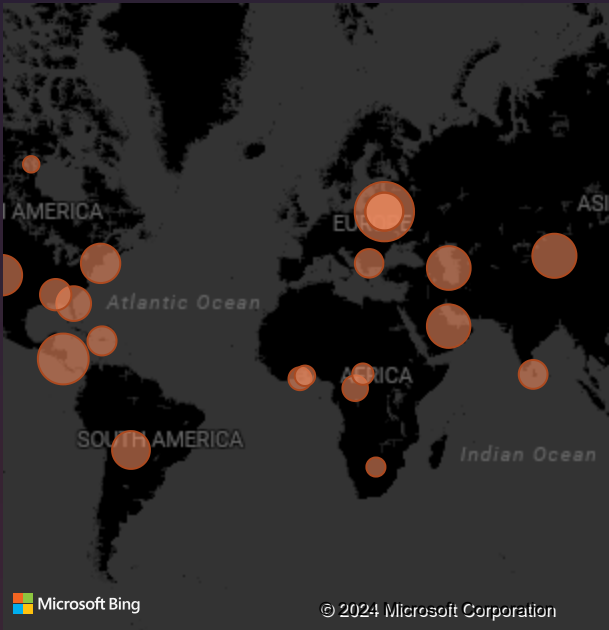 AMERICA
ASI
EUROPE
Atlantic Ocean
AFRICA
SOUTH AMERICA
Indian Ocean
Microsoft Bing
© 2024 Microsoft Corporation